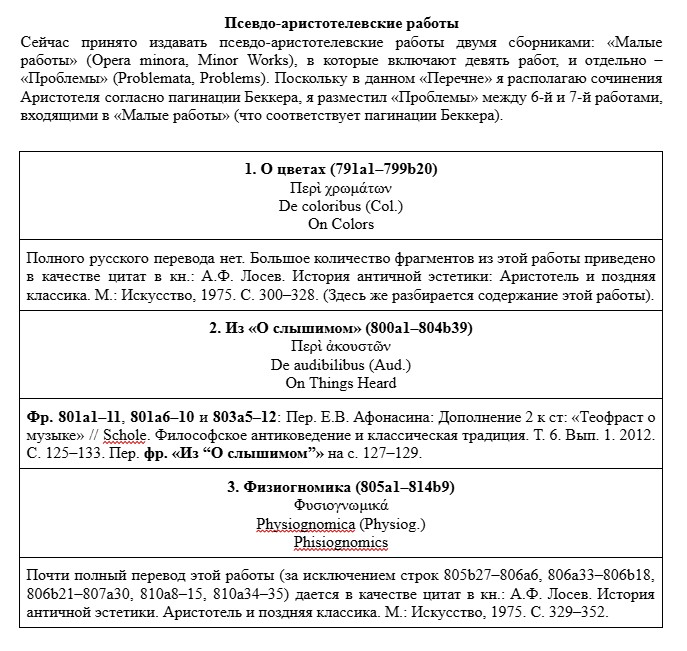 Псевдо-аристотелевские работы
Сейчас принято издавать псевдо-аристотелевские работы двумя сборниками: «Малые
работы» (Opera minora, Minor Works), в которые включают девять работ, и отдельно –
«Проблемы» (Problemata, Problems). Поскольку в данном «Перечне» я располагаю сочинения
Аристотеля согласно пагинации Беккера, я разместил «Проблемы» между 6-й и 7-й работами,
входящими в «Малые работы» (что соответствует пагинации Беккера).
1. О цветах (791a1–799b20)
Περὶ χρωμάτων
De coloribus (Col.)
On Colors
Полного русского перевода нет. Большое количество фрагментов из этой работы приведено
в качестве цитат в кн.: А.Ф. Лосев. История античной эстетики: Аристотель и поздняя
классика. М.: Искусство, 1975. С. 300–328. (Здесь же разбирается содержание этой работы).
2. Из «О слышимом» (800a1–804b39)
Περὶ ἀκουστῶν
De audibilibus (Aud.)
On Things Heard
Фр. 801a1–11, 801a6–10 и 803a5–12: Пер. Е.В. Афонасина: Дополнение 2 к ст: «Теофраст о
музыке» // Schole. Философское антиковедение и классическая традиция. Т. 6. Вып. 1. 2012.
С. 125–133. Пер. фр. «Из “О слышимом”» на с. 127–129.
3. Физиогномика (805a1–814b9)
Φυσιογνωμικά
Physiognomica (Physiog.)
Phisiognomics
Почти полный перевод этой работы (за исключением строк 805b27–806a6, 806a33–806b18,
806b21–807a30, 810a8–15, 810a34–35) дается в качестве цитат в кн.: А.Ф. Лосев. История
античной эстетики. Аристотель и поздняя классика. М.: Искусство, 1975. С. 329–352.